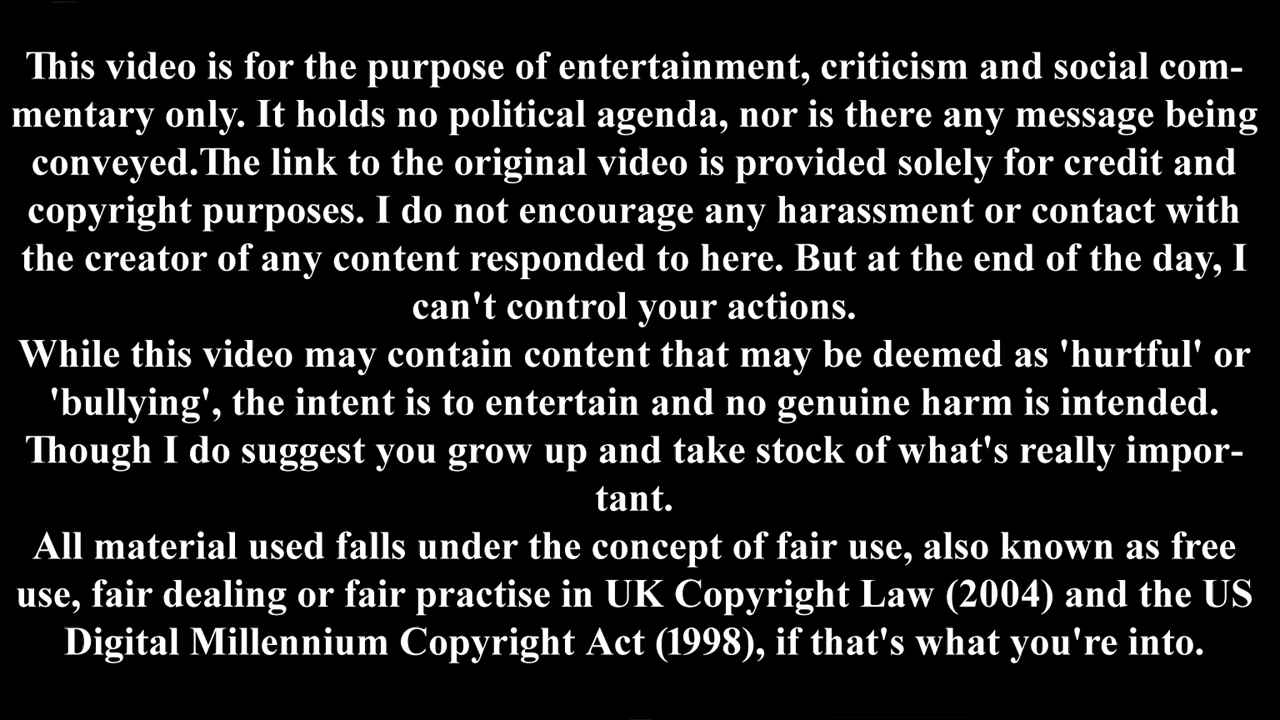 This video is for the purpose of entertainment, criticism and social com-
mentary only. It holds no political agenda, nor is there any message being
conveyed.The link to the original video is provided solely for credit and
copyright purposes. I do not encourage any harassment or contact with
the creator of any content responded to here. But at the end of the day, I
can't control your actions.
While this video may contain content that may be deemed as 'hurtful' or
'bullying', the intent is to entertain and no genuine harm is intended.
Though I do suggest you grow up and take stock of what's really impor-
tant.
All material used falls under the concept of fair use, also known as free
use, fair dealing or fair practise in UK Copyright Law (2004) and the US
Digital Millennium Copyright Act (1998), if that's what you're into.